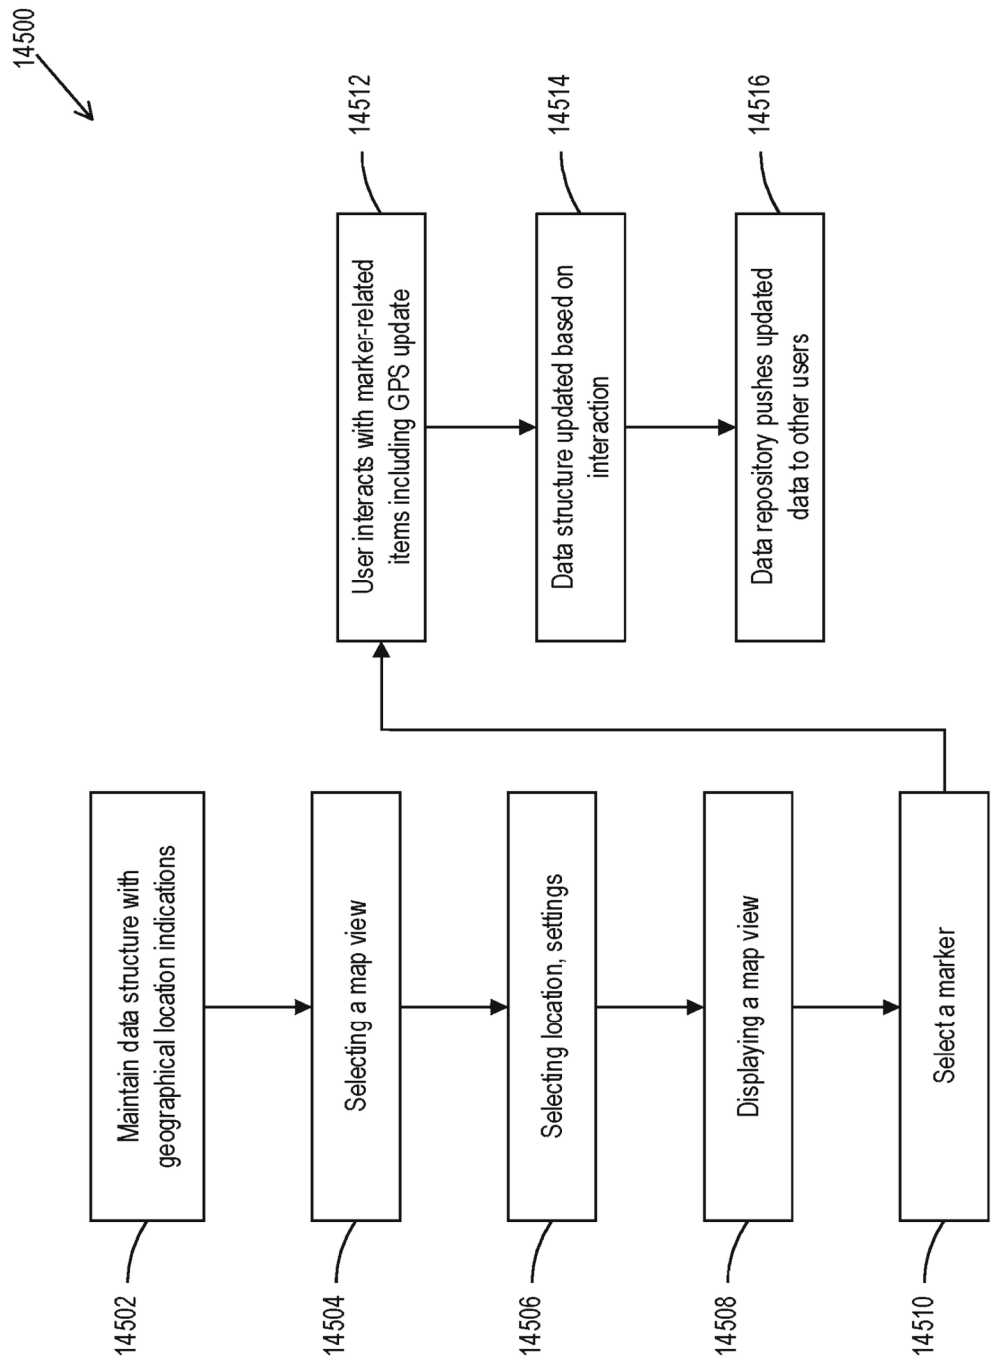 14500
14502
Maintain data structure with
geographical location indications
14504
Selecting a map view
14506
Selecting location, settings
14508
Displaying a map view
14510
Select a marker
User interacts with marker-related
items including GPS update
14512
Data structure updated based on
interaction
14514
Data repository pushes updated
data to other users
14516